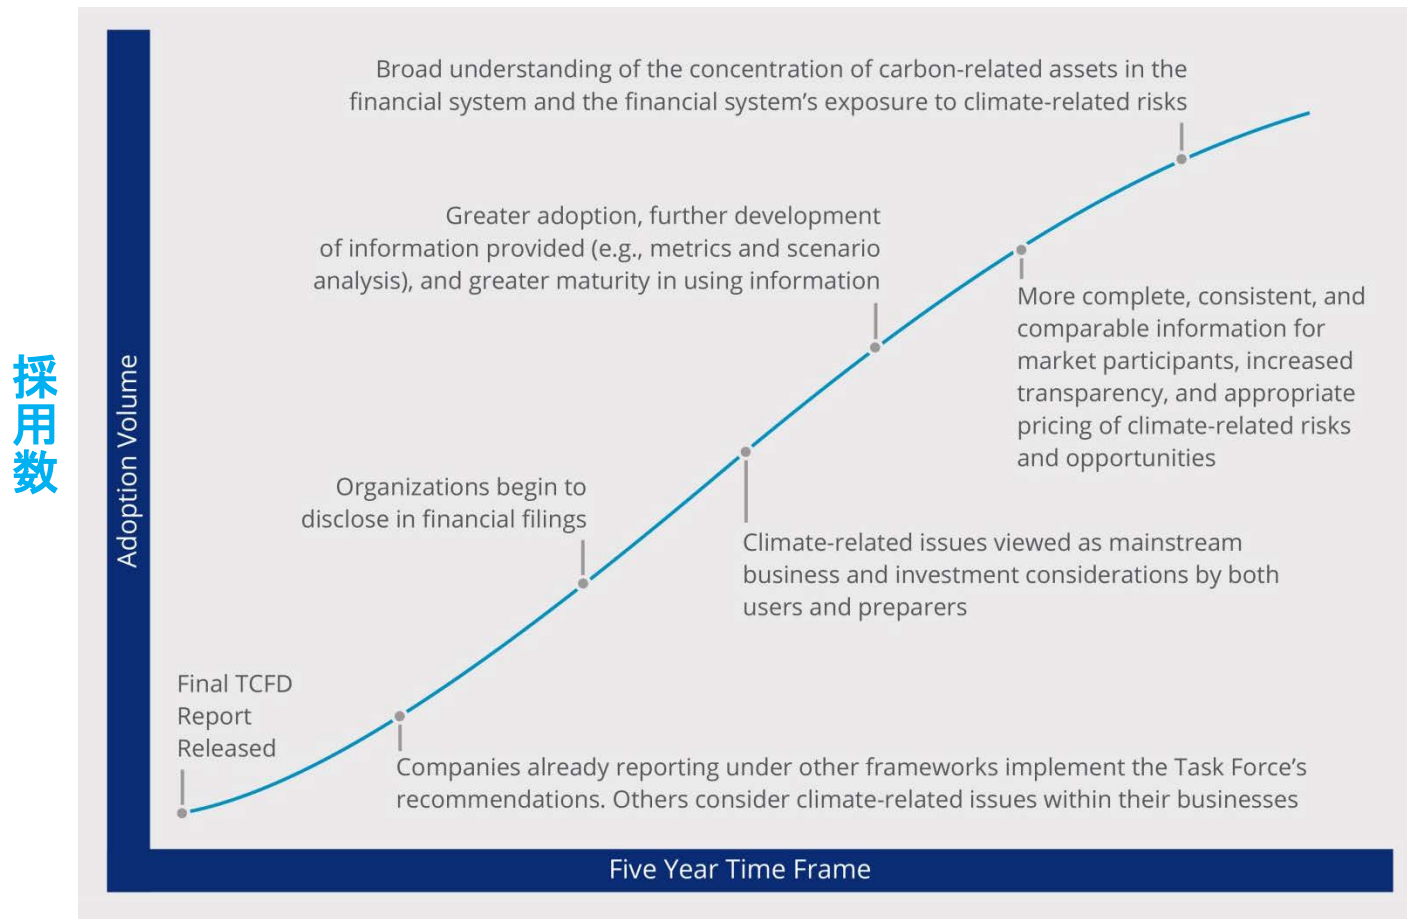 採用数
Adoption Volume
Broad understanding of the concentration of carbon-related assets in the
financial system and the financial system’s exposure to climate-related risks
Greater adoption, further development
of information provided (e.g., metrics and scenario
analysis), and greater maturity in using information
More complete, consistent, and
comparable information for
market participants, increased
transparency, and appropriate
pricing of climate-related risks
and opportunities
Organizations begin to
disclose in financial filings
Climate-related issues viewed as mainstream
business and investment considerations by both
users and preparers
Final TCFD
Report
Released
Companies already reporting under other frameworks implement the Task Force’s
recommendations. Others consider climate-related issues within their businesses
Five Year Time Frame